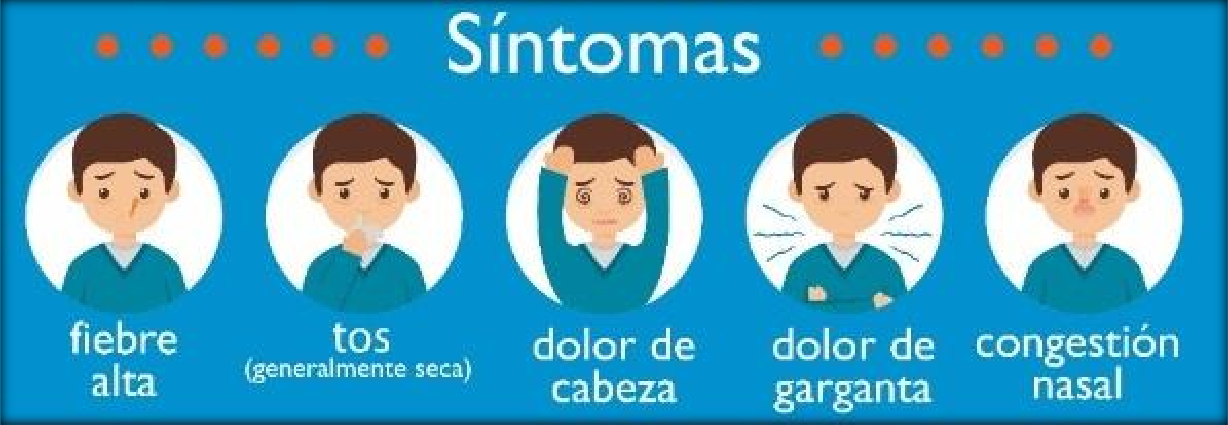 Síntomas
fiebre
alta
tos
(generalmente seca)
dolor de
cabeza
dolor de
garganta
congestión
nasal